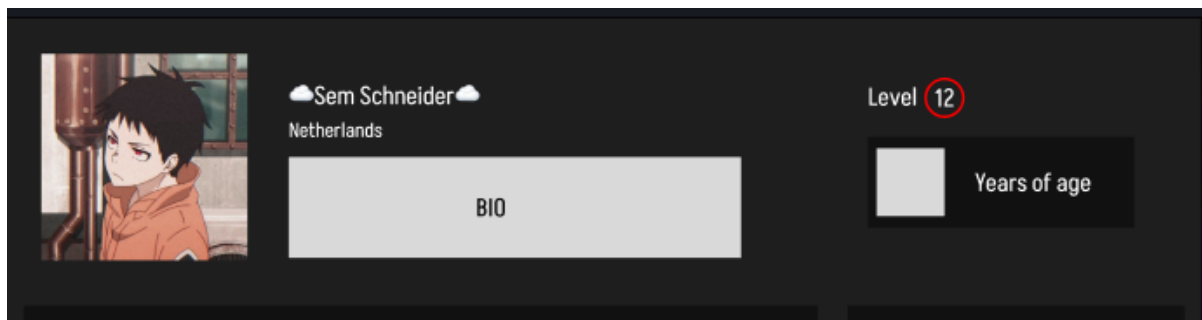 ☁Sem Schneider☁
Netherlands
BIO
Level 12
Years of age